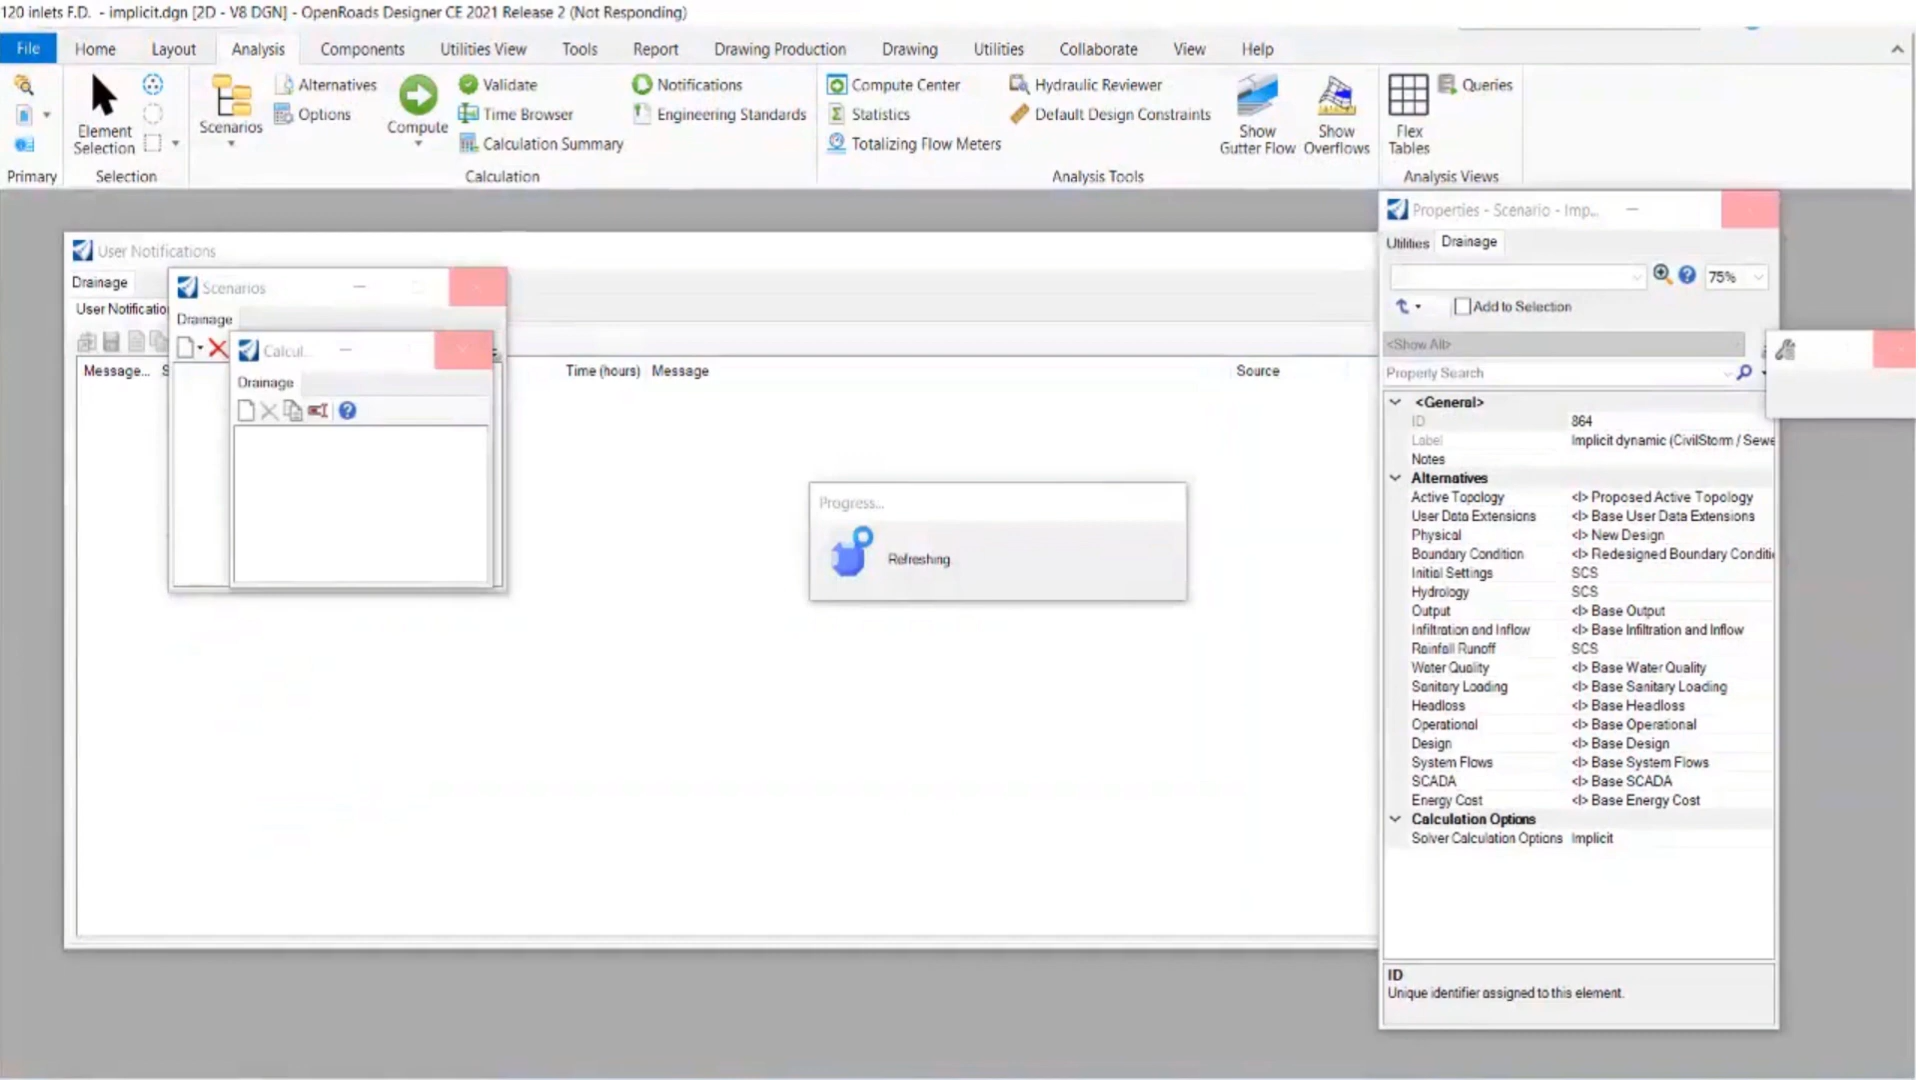 120 inlets F.D. - implicit.dgn [2D - V8 DGN] - OpenRoads Designer CE 2021 Release 2 (Not Responding)
File Home Layout Analysis Components Utilities View Tools Report Drawing Production Drawing Utilities Collaborate View Help
Element Selection
Scenarios
Alternatives
Options
Compute
Validate
Time Browser
Calculation Summary
Notifications
Engineering Standards
Compute Center
Statistics
Totalizing Flow Meters
Hydraulic Reviewer
Default Design Constraints
Show Gutter Flow
Show Overflows
Flex Tables
Queries
Primary Selection Calculation Analysis Tools Analysis Views
User Notifications
Drainage
User Notificatio
Message...
Time (hours) Message Source
Scenarios
Drainage
Calcul...
Drainage
Progress...
Refreshing
Properties - Scenario - Imp...
Utilities Drainage
75%
Add to Selection
<Show All>
Property Search
<General>
ID 864
Label Implicit dynamic (CivilStorm / Sewe
Notes
Alternatives
Active Topology <I> Proposed Active Topology
User Data Extensions <I> Base User Data Extensions
Physical <I> New Design
Boundary Condition <I> Redesigned Boundary Conditi
Initial Settings SCS
Hydrology SCS
Output <I> Base Output
Infiltration and Inflow <I> Base Infiltration and Inflow
Rainfall Runoff SCS
Water Quality <I> Base Water Quality
Sanitary Loading <I> Base Sanitary Loading
Headloss <I> Base Headloss
Operational <I> Base Operational
Design <I> Base Design
System Flows <I> Base System Flows
SCADA <I> Base SCADA
Energy Cost <I> Base Energy Cost
Calculation Options
Solver Calculation Options Implicit
ID
Unique identifier assigned to this element.